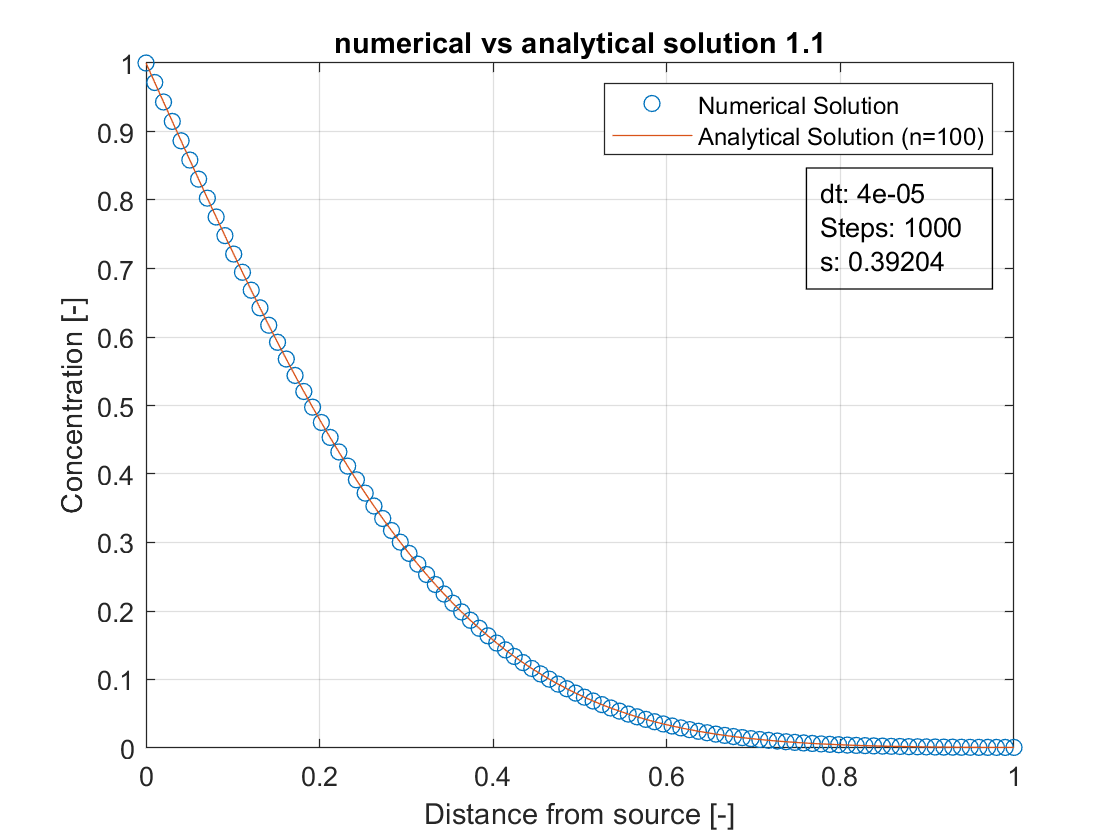 numerical vs analytical solution 1.1
1
0.9
0.8
0.7
0.6
0.5
0.4
0.3
0.2
0.1
0
Concentration [-]
Numerical Solution
Analytical Solution (n=100)
dt: 4e-05
Steps: 1000
s: 0.39204
0 0.2 0.4 0.6 0.8 1
Distance from source [-]